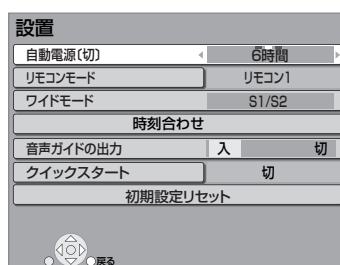 設置
自動電源〔切〕 6時間
リモコンモード リモコン1
ワイドモード S1/S2
時刻合わせ
音声ガイドの出力 入 切
クイックスタート 切
初期設定リセット
戻る